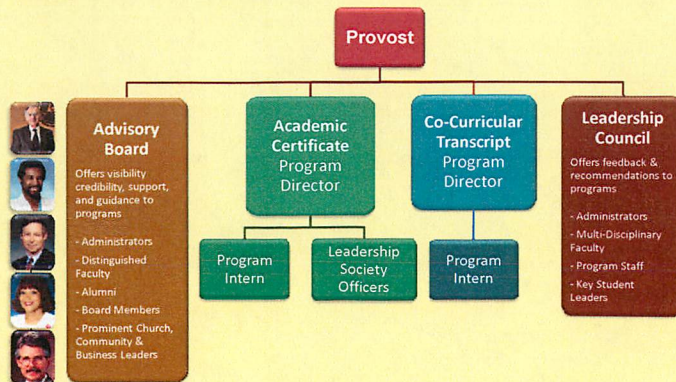 Provost
Advisory
Board
Offers visibility
credibility, support,
and guidance to
programs
- Administrators
- Distinguished
Faculty
- Alumni
- Board Members
- Prominent Church,
Community &
Business Leaders
Academic
Certificate
Program
Director
Program
Intern
Leadership
Society
Officers
Co-Curricular
Transcript
Program
Director
Program
Intern
Leadership
Council
Offers feedback &
recommendations to
programs
- Administrators
- Multi-Disciplinary
Faculty
- Program Staff
- Key Student
Leaders